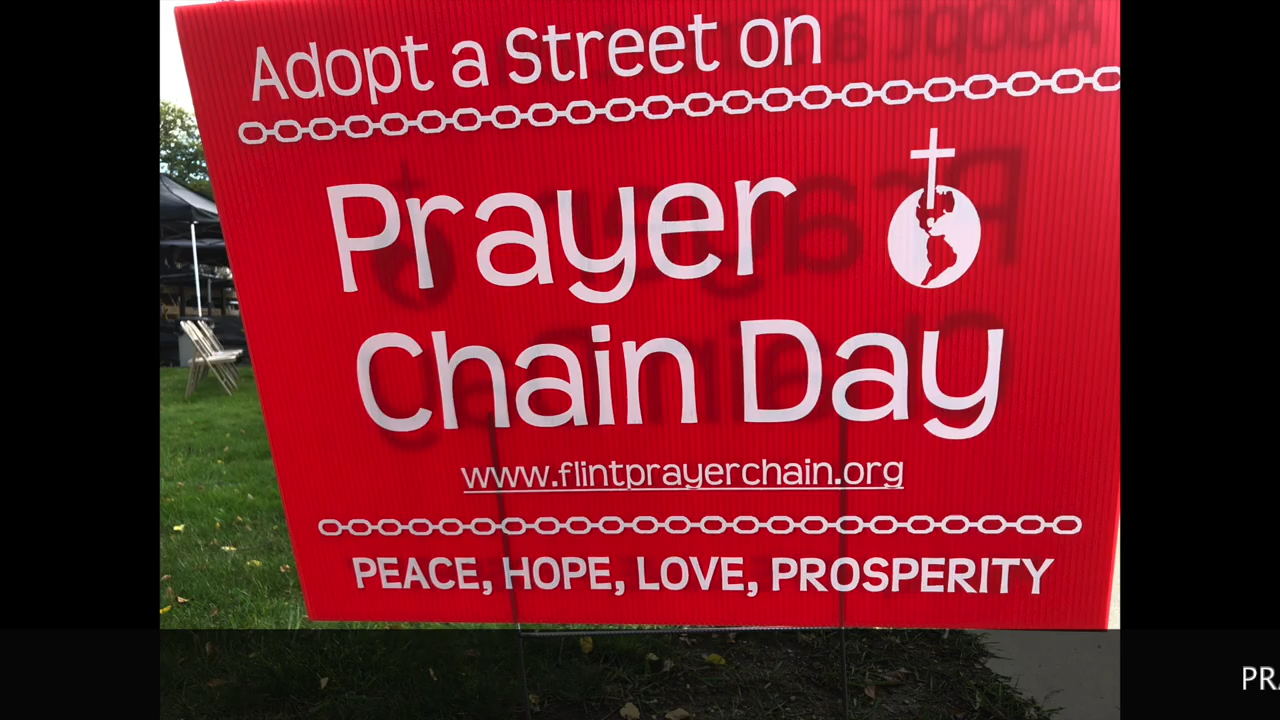 Adopt a Street on
Prayer
Chain Day
www.flintprayerchain.org
PEACE, HOPE, LOVE, PROSPERITY